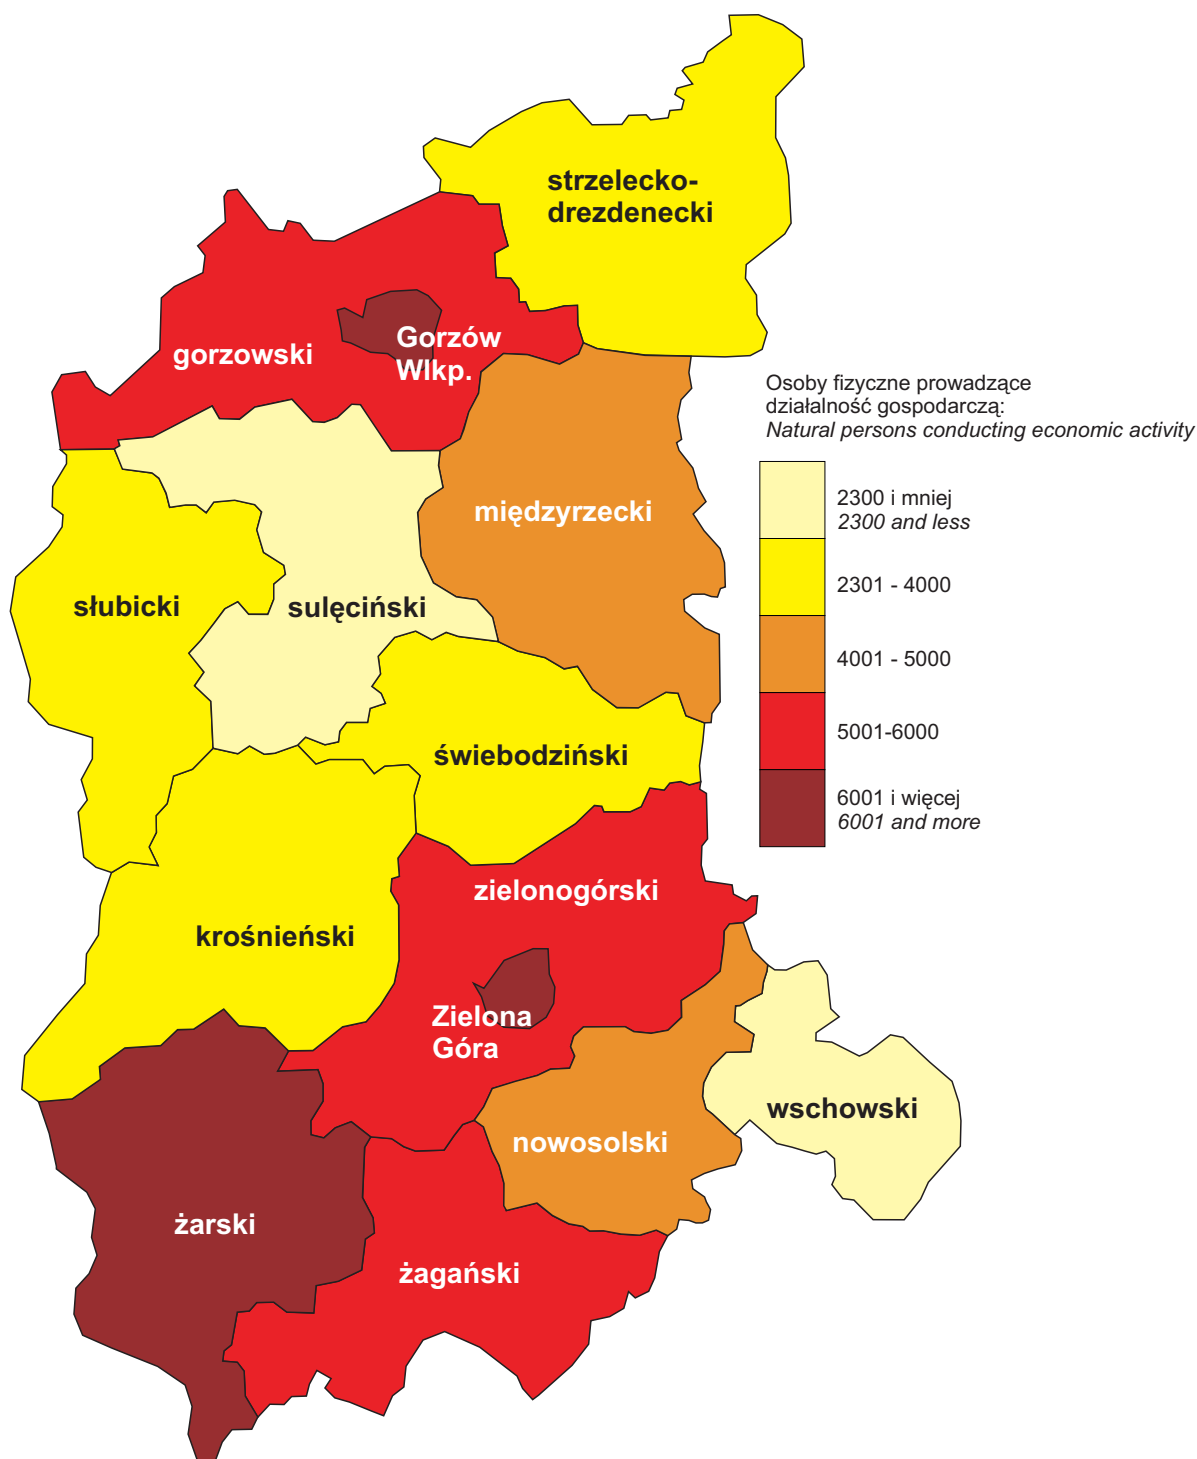 strzelecko-
drezdenecki
gorzowski
Gorzów
Wlkp.
Osoby fizyczne prowadzące
działalność gospodarczą:
Natural persons conducting economic activity
2300 i mniej
2300 and less
2301 - 4000
4001 - 5000
5001-6000
6001 i więcej
6001 and more
międzyrzecki
słubicki
sulęciński
świebodziński
zielonogórski
krośnieński
Zielona
Góra
wschowski
nowosolski
żarski
żagański